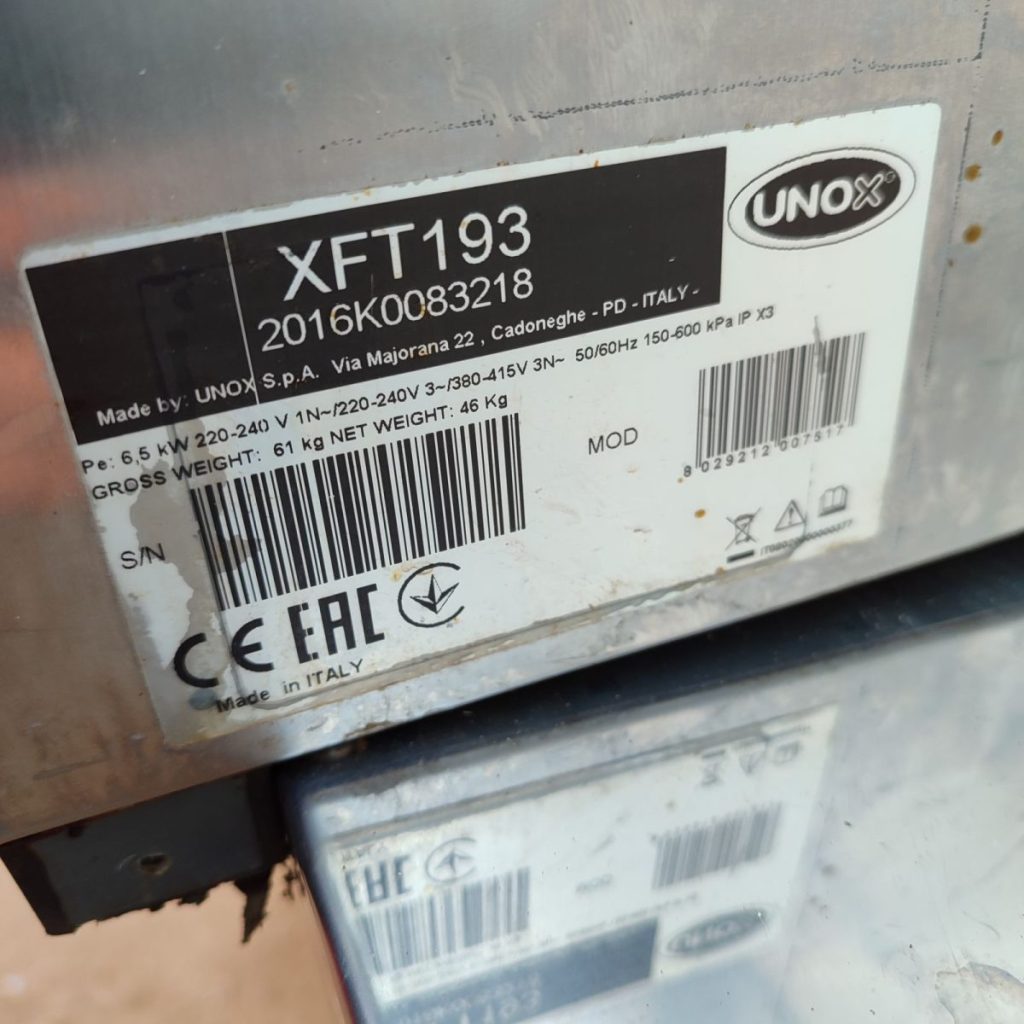 UNOX
XFT193
2016K0083218
Made by: UNOX S.p.A. Via Majorana 22 , Cadoneghe - PD - ITALY -
Pe: 6,5 kW 220-240 V 1N~/220-240V 3~/380-415V 3N~ 50/60Hz 150-600 kPa IP X3
GROSS WEIGHT: 61 kg NET WEIGHT: 46 Kg
MOD
8 029212 007517
S/N
CE EAC
Made in ITALY